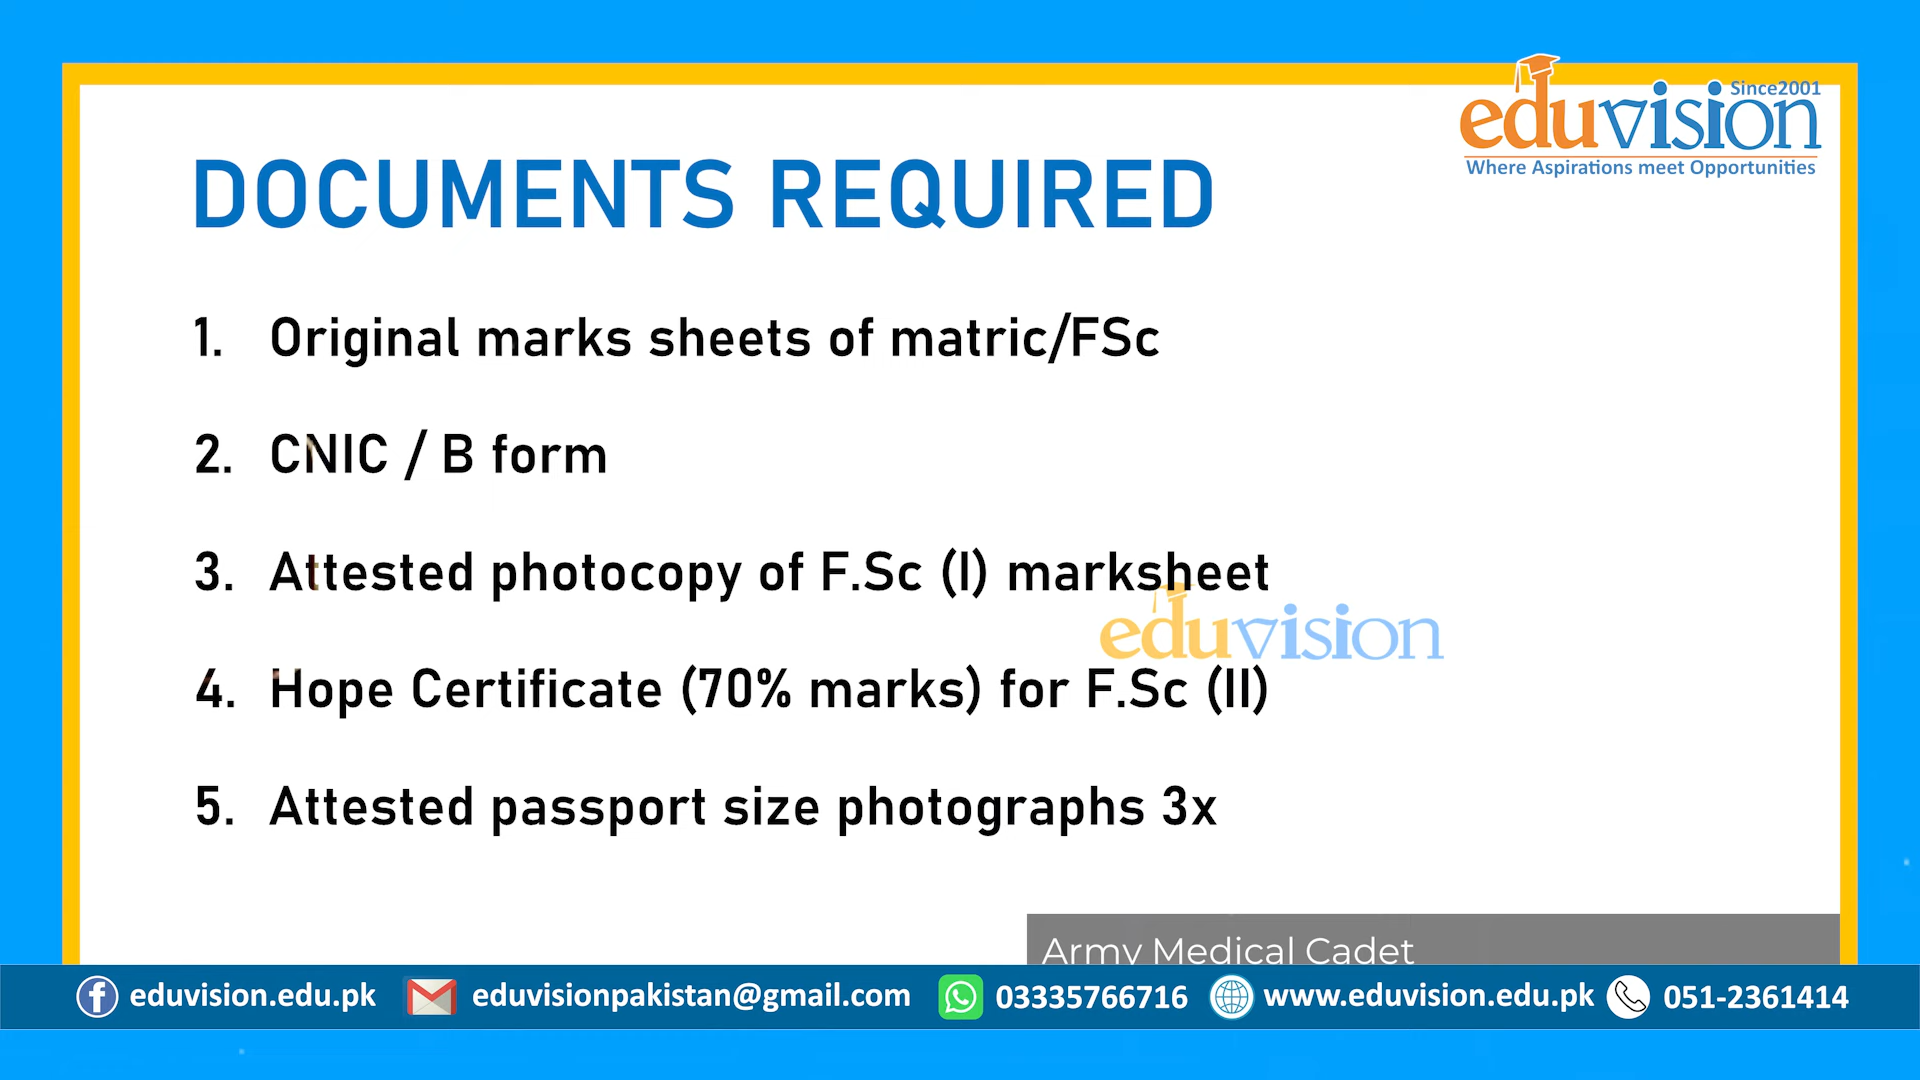 Since2001
eduvision
Where Aspirations meet Opportunities
DOCUMENTS REQUIRED
1. Original marks sheets of matric/FSc
2. CNIC / B form
3. Attested photocopy of F.Sc (I) marksheet
eduvision
4. Hope Certificate (70% marks) for F.Sc (II)
5. Attested passport size photographs 3x
Army Medical Cadet
eduvision.edu.pk eduvisionpakistan@gmail.com 03335766716 www.eduvision.edu.pk 051-2361414